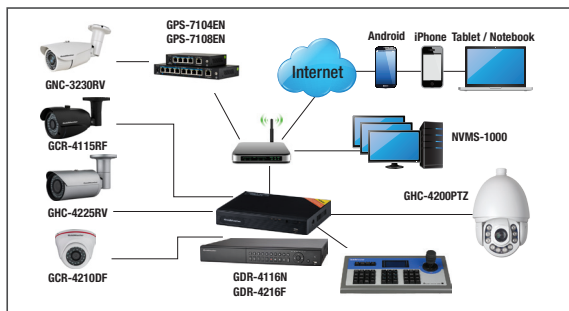 GPS-7104EN
GPS-7108EN
Android iPhone Tablet / Notebook
Internet
GNC-3230RV
GCR-4115RF
NVMS-1000
GHC-4225RV
GHC-4200PTZ
GCR-4210DF
GDR-4116N
GDR-4216F